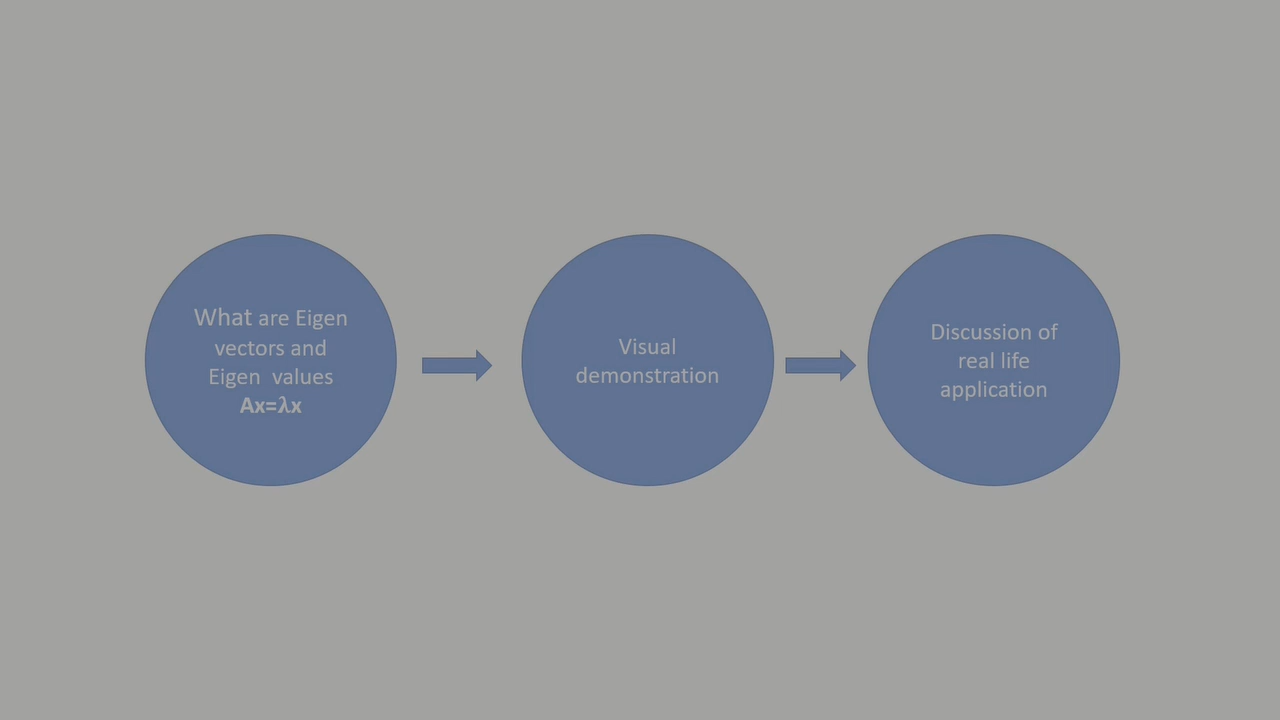 What are Eigen
vectors and
Eigen  values
Ax=λx
Visual
demonstration
Discussion of
real life
application